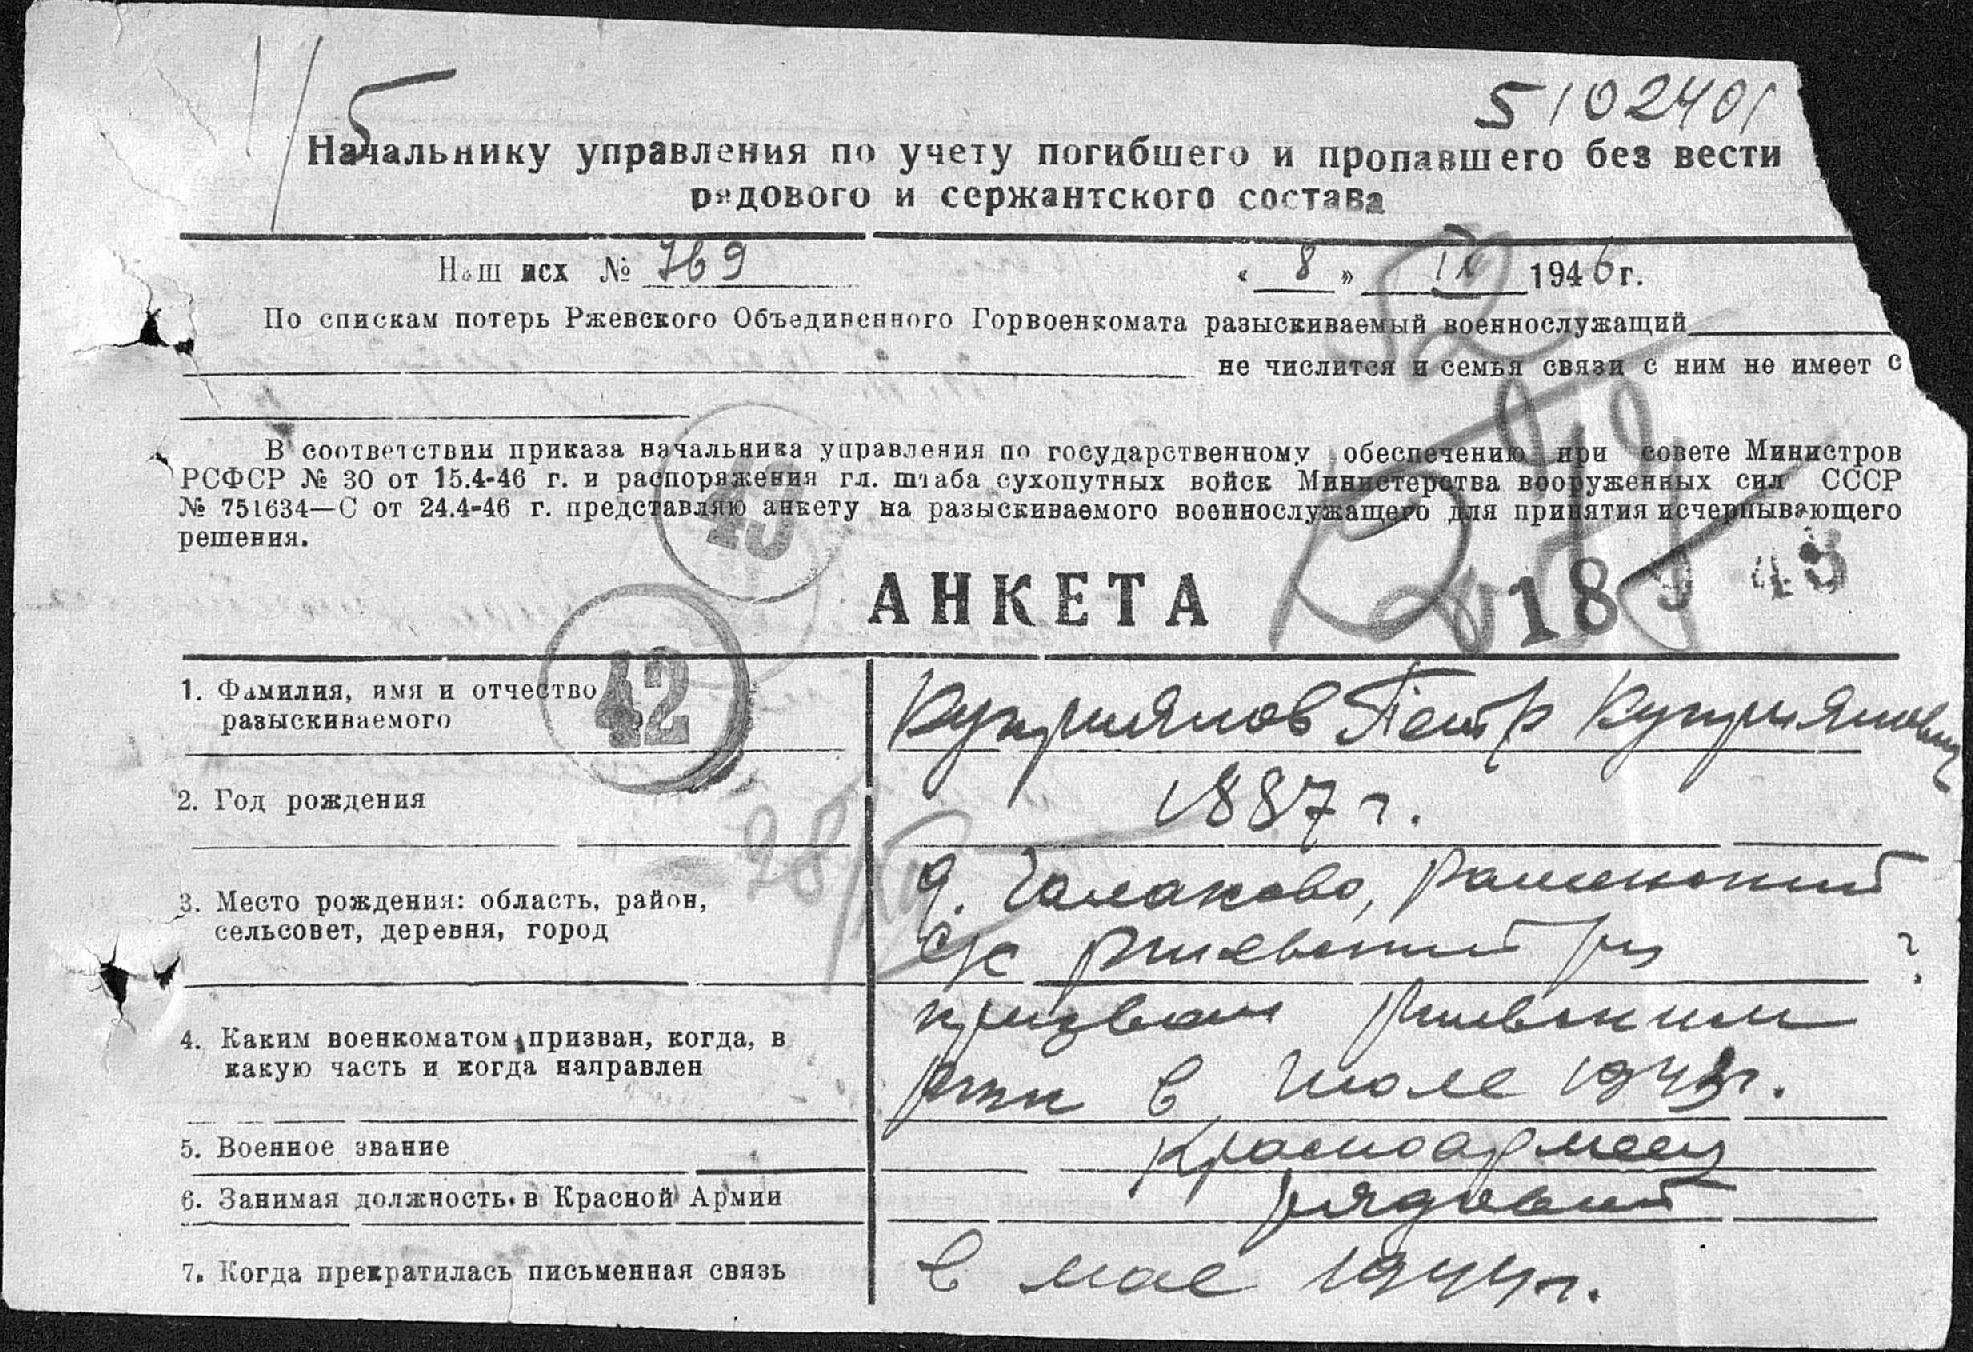 5102401
Начальнику управления по учету погибшего и пропавшего без вести
рядового и сержантского состава
Наш исх № 769 « 8 » IX 1946 г.
По спискам потерь Ржевского Объединенного Горвоенкомата разыскиваемый военнослужащий
не числится и семья связи с ним не имеет с
В соответствии приказа начальника управления по государственному обеспечению при совете Министров
РСФСР № 30 от 15.4-46 г. и распоряжения гл. штаба сухопутных войск Министерства вооруженных сил СССР
№ 751634—С от 24.4-46 г. представляю анкету на разыскиваемого военнослужащего для принятия исчерпывающего
решения.
43
АНКЕТА
42
1. Фамилия, имя и отчество
разыскиваемого
Куприянов Петр Куприянович
2. Год рождения
1887 г.
3. Место рождения: область, район,
сельсовет, деревня, город
д. Галахово,
с/с Ржевский р-н
4. Каким военкоматом призван, когда, в
какую часть и когда направлен
призван Ржевским
РВК в июле 1943 г.
5. Военное звание
Красноармеец
6. Занимая должность в Красной Армии
рядовой
7. Когда прекратилась письменная связь
в мае 1944 г.